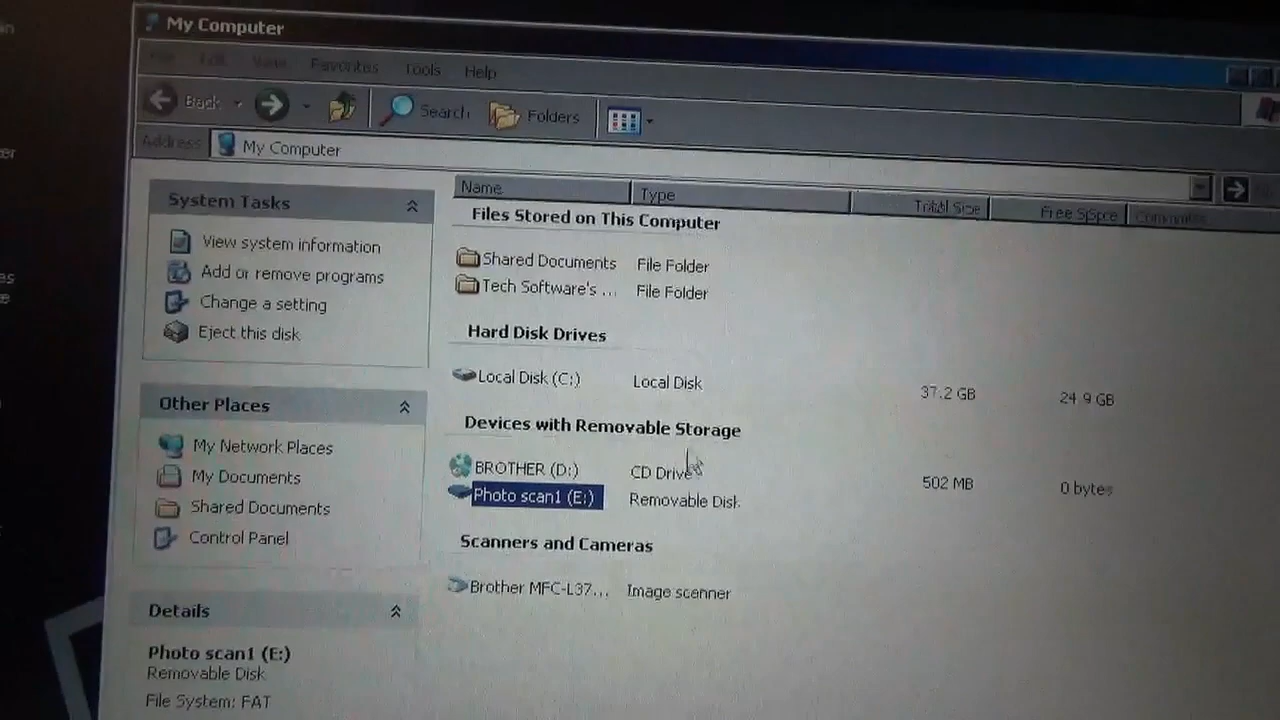 My Computer
Favorites Tools Help
Back Search Folders
Address My Computer
System Tasks
View system information
Add or remove programs
Change a setting
Eject this disk
Other Places
My Network Places
My Documents
Shared Documents
Control Panel
Details
Photo scan1 (E:)
Removable Disk
File System: FAT
Name Type Total Size Free Space Comments
Files Stored on This Computer
Shared Documents File Folder
Tech Software's ... File Folder
Hard Disk Drives
Local Disk (C:) Local Disk 37.2 GB 24.9 GB
Devices with Removable Storage
BROTHER (D:) CD Drive 502 MB 0 bytes
Photo scan1 (E:) Removable Disk
Scanners and Cameras
Brother MFC-L37... Image scanner